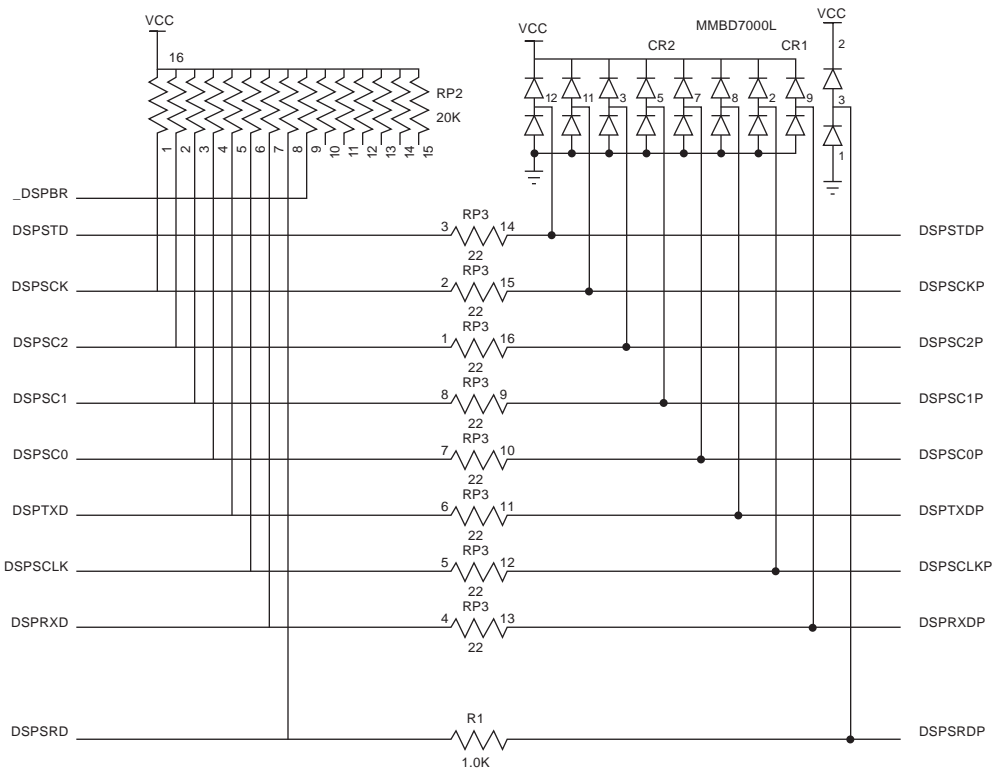 VCC
16
RP2
20K
1 2 3 4 5 6 7 8 9 10 11 12 13 14 15
VCC
MMBD7000L
VCC
CR2
CR1
2
12 11 3 5 7 8 2 9
3
1
_DSPBR
DSPSTD
3
RP3
14
22
DSPSTDP
DSPSCK
2
RP3
15
22
DSPSCKP
DSPSC2
1
RP3
16
22
DSPSC2P
DSPSC1
8
RP3
9
22
DSPSC1P
DSPSC0
7
RP3
10
22
DSPSC0P
DSPTXD
6
RP3
11
22
DSPTXDP
DSPSCLK
5
RP3
12
22
DSPSCLKP
DSPRXD
4
RP3
13
22
DSPRXDP
DSPSRD
R1
1.0K
DSPSRDP